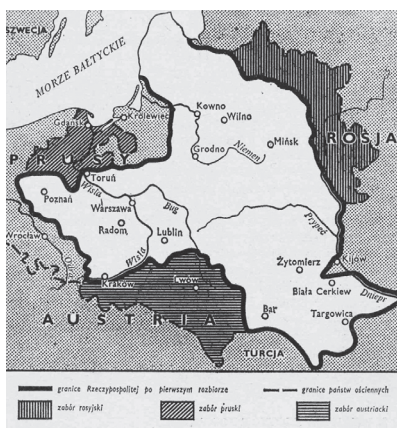 SZWECJA
MORZE BAŁTYCKIE
Gdańsk
Królewiec
Kowno
Wilno
Mińsk
Grodno
Niemen
ROSJA
PRUSY
Toruń
Wisła
Poznań
Warszawa
Bug
Radom
Lublin
Prypeć
Wrocław
Wisła
Kraków
Lwów
Żytomierz
Kijów
Biała Cerkiew
Dniepr
Targowica
Bar
AUSTRIA
TURCJA
granice Rzeczypospolitej po pierwszym rozbiorze
granice państw ościennych
zabór rosyjski
zabór pruski
zabór austriacki